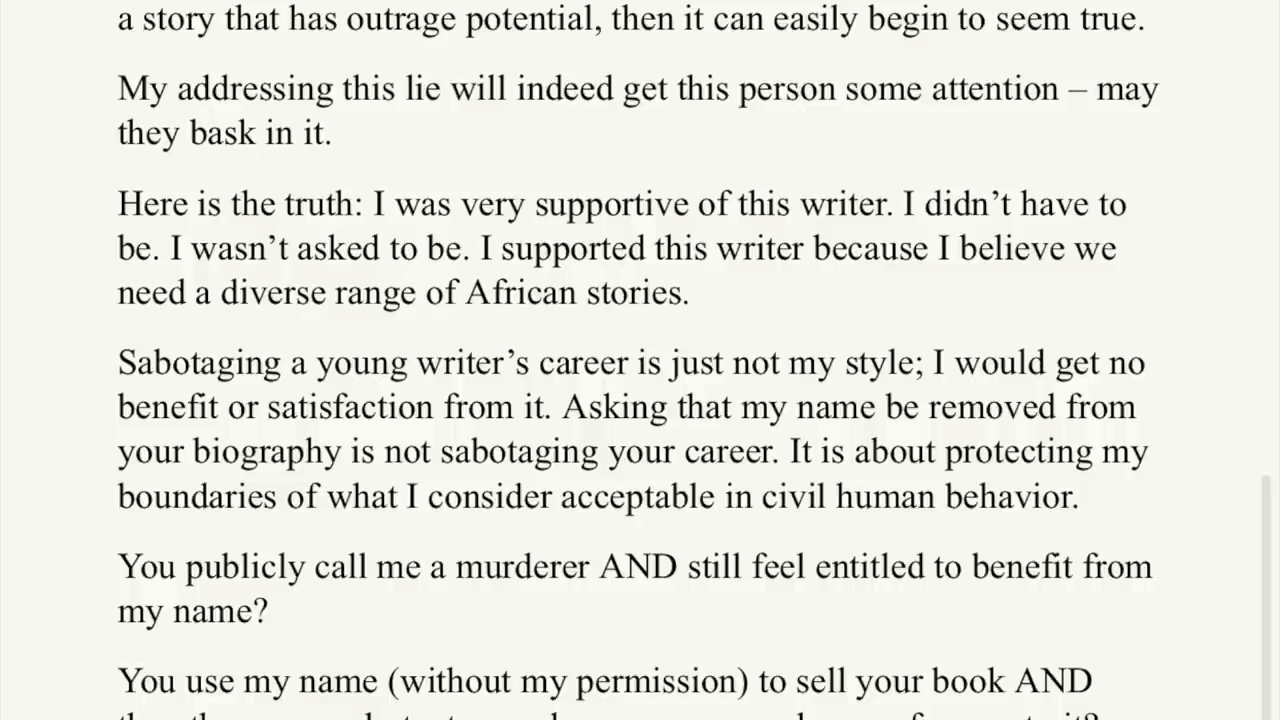 a story that has outrage potential, then it can easily begin to seem true.
My addressing this lie will indeed get this person some attention – may
they bask in it.
Here is the truth: I was very supportive of this writer. I didn’t have to
be. I wasn’t asked to be. I supported this writer because I believe we
need a diverse range of African stories.
Sabotaging a young writer’s career is just not my style; I would get no
benefit or satisfaction from it. Asking that my name be removed from
your biography is not sabotaging your career. It is about protecting my
boundaries of what I consider acceptable in civil human behavior.
You publicly call me a murderer AND still feel entitled to benefit from
my name?
You use my name (without my permission) to sell your book AND